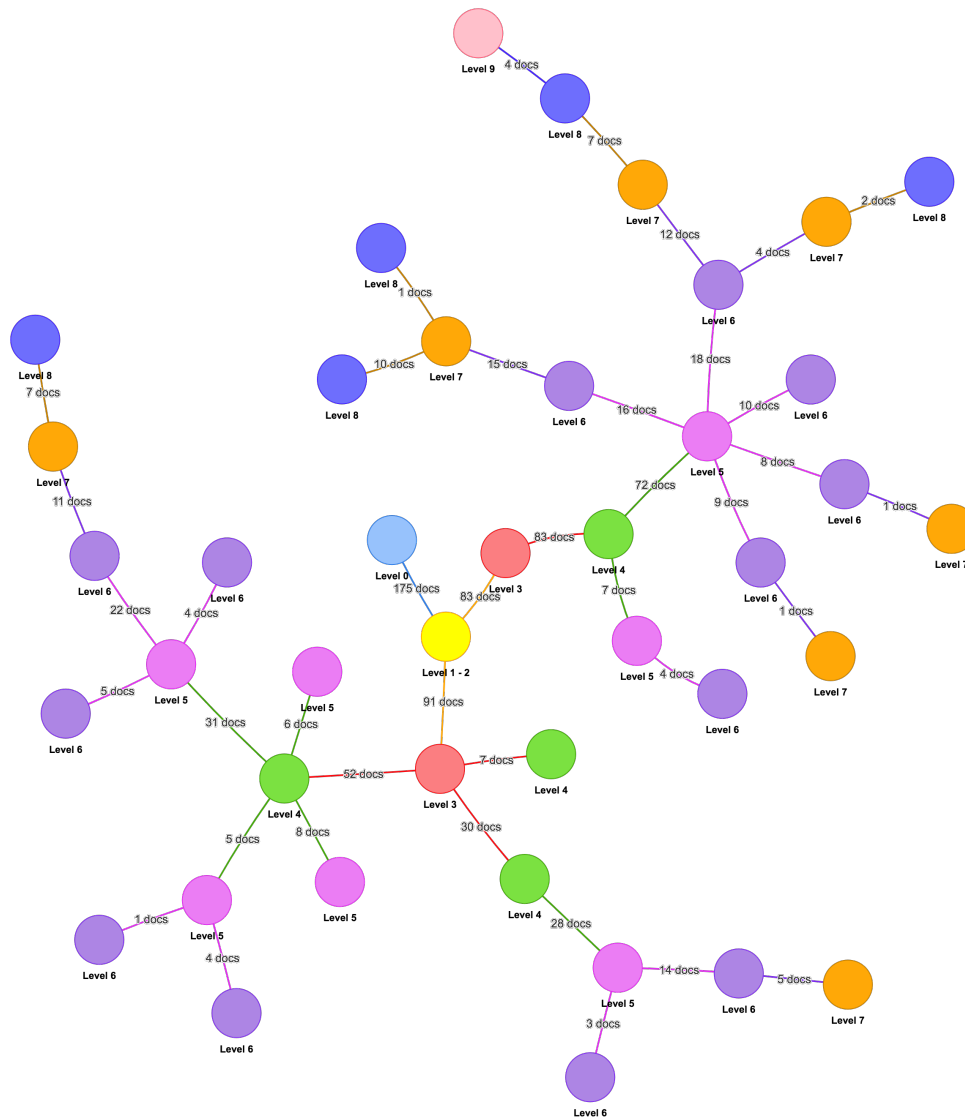 Level 9
4 docs
Level 8
7 docs
Level 7
2 docs
Level 8
12 docs
4 docs
Level 7
Level 8
1 docs
Level 6
Level 8
7 docs
10 docs
Level 7
15 docs
18 docs
Level 8
16 docs
10 docs
Level 6
Level 6
Level 7
Level 5
8 docs
11 docs
72 docs
9 docs
Level 6
1 docs
83 docs
Level 4
Level 7
Level 0
Level 3
175 docs
83 docs
7 docs
Level 6
Level 6
Level 6
22 docs
4 docs
1 docs
Level 1 - 2
4 docs
Level 5
Level 7
5 docs
Level 5
Level 5
91 docs
Level 6
31 docs
6 docs
Level 6
7 docs
52 docs
Level 4
Level 3
Level 4
30 docs
5 docs
8 docs
Level 4
Level 5
1 docs
28 docs
Level 5
4 docs
14 docs
5 docs
Level 6
Level 5
Level 6
Level 7
3 docs
Level 6
Level 6